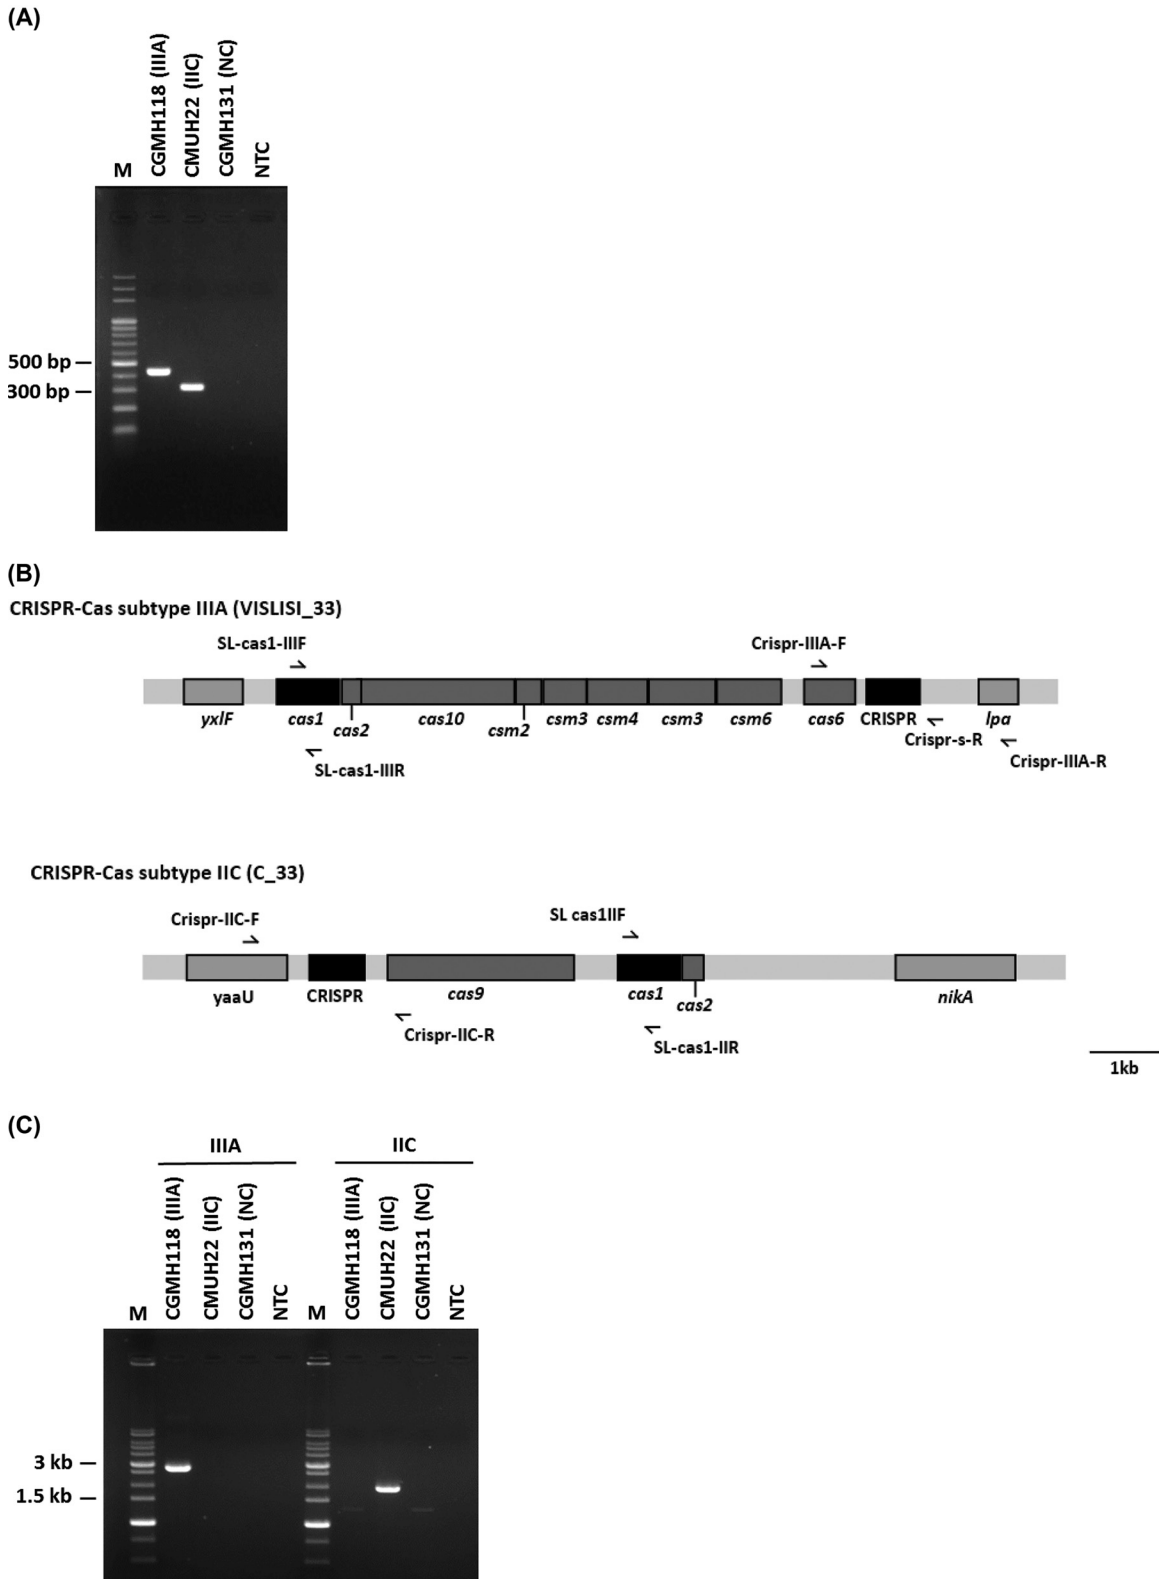 (A)
CGMH118 (IIIA)
CMUH22 (IIC)
CGMH131 (NC)
NTC
M
500 bp
300 bp
(B)
CRISPR-Cas subtype IIIA (VISLISI_33)
SL-cas1-IIIF
Crispr-IIIA-F
yxlF
cas1
cas2
cas10
csm2
csm3
csm4
csm3
csm6
cas6
CRISPR
lpa
SL-cas1-IIIR
Crispr-s-R
Crispr-IIIA-R
CRISPR-Cas subtype IIC (C_33)
Crispr-IIC-F
SL cas1IIF
yaaU
CRISPR
cas9
cas1
cas2
nikA
Crispr-IIC-R
SL-cas1-IIR
1kb
(C)
IIIA
IIC
CGMH118 (IIIA)
CMUH22 (IIC)
CGMH131 (NC)
NTC
CGMH118 (IIIA)
CMUH22 (IIC)
CGMH131 (NC)
NTC
M
M
3 kb
1.5 kb